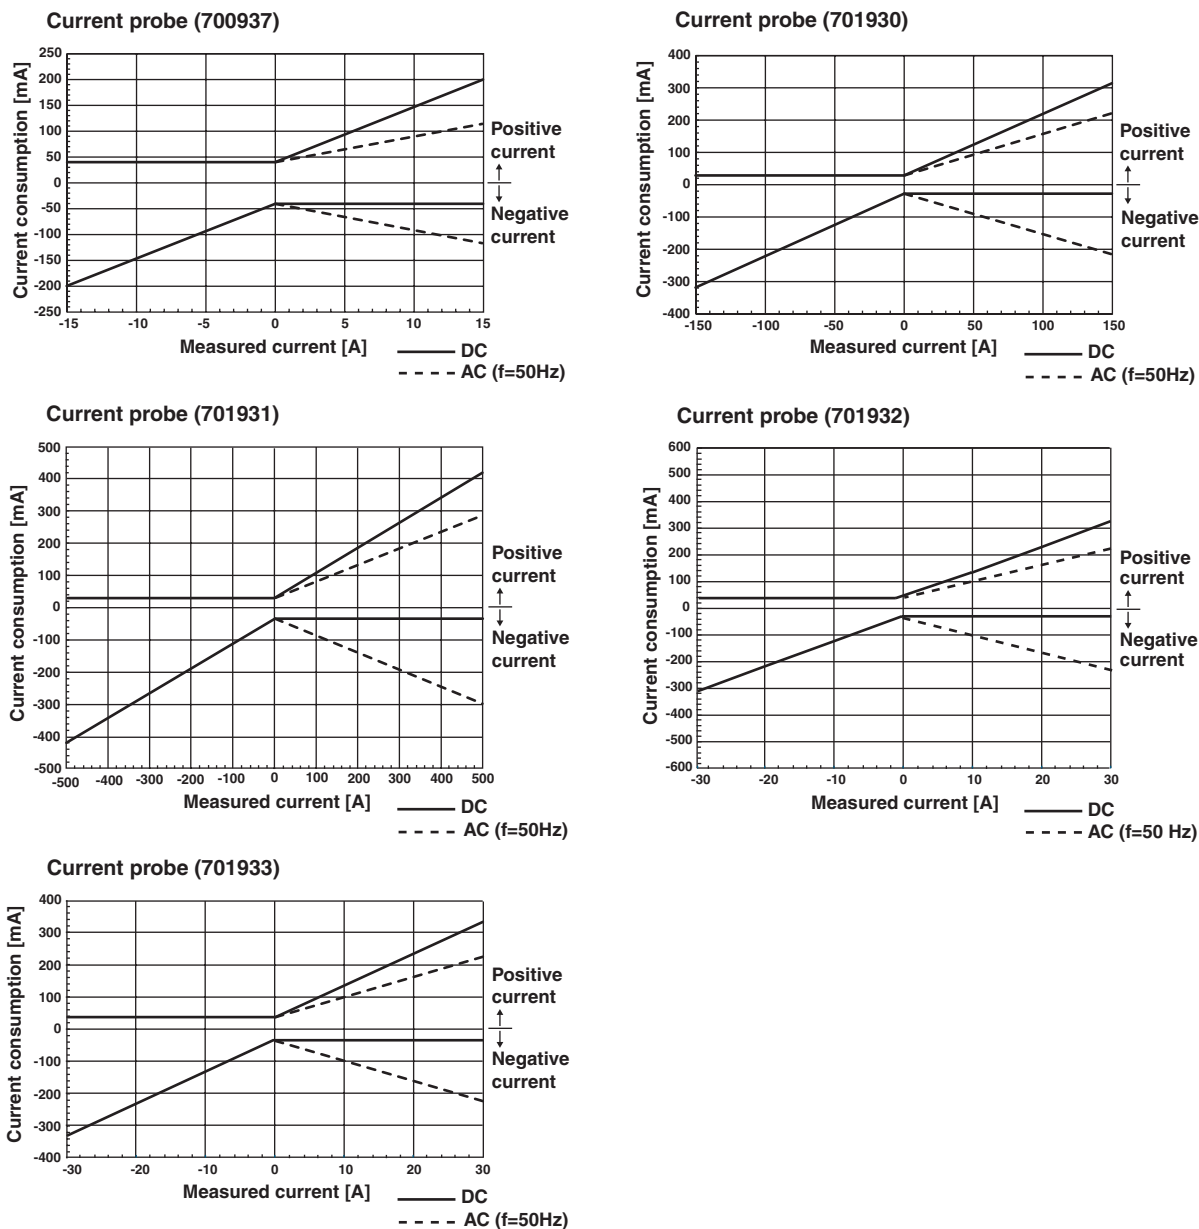 Current probe (700937)
Current consumption [mA]
250
200
150
100
50
0
-50
-100
-150
-200
-250
-15
-10
-5
0
5
10
15
Measured current [A]
Positive
current
Negative
current
DC
AC (f=50Hz)
Current probe (701930)
Current consumption [mA]
400
300
200
100
0
-100
-200
-300
-400
-150
-100
-50
0
50
100
150
Measured current [A]
Positive
current
Negative
current
DC
AC (f=50Hz)
Current probe (701931)
Current consumption [mA]
500
400
300
200
100
0
-100
-200
-300
-400
-500
-500
-400
-300
-200
-100
0
100
200
300
400
500
Measured current [A]
Positive
current
Negative
current
DC
AC (f=50Hz)
Current probe (701932)
Current consumption [mA]
600
500
400
300
200
100
0
-100
-200
-300
-400
-500
-600
-30
-20
-10
0
10
20
30
Measured current [A]
Positive
current
Negative
current
DC
AC (f=50 Hz)
Current probe (701933)
Current consumption [mA]
400
300
200
100
0
-100
-200
-300
-400
-30
-20
-10
0
10
20
30
Measured current [A]
Positive
current
Negative
current
DC
AC (f=50Hz)